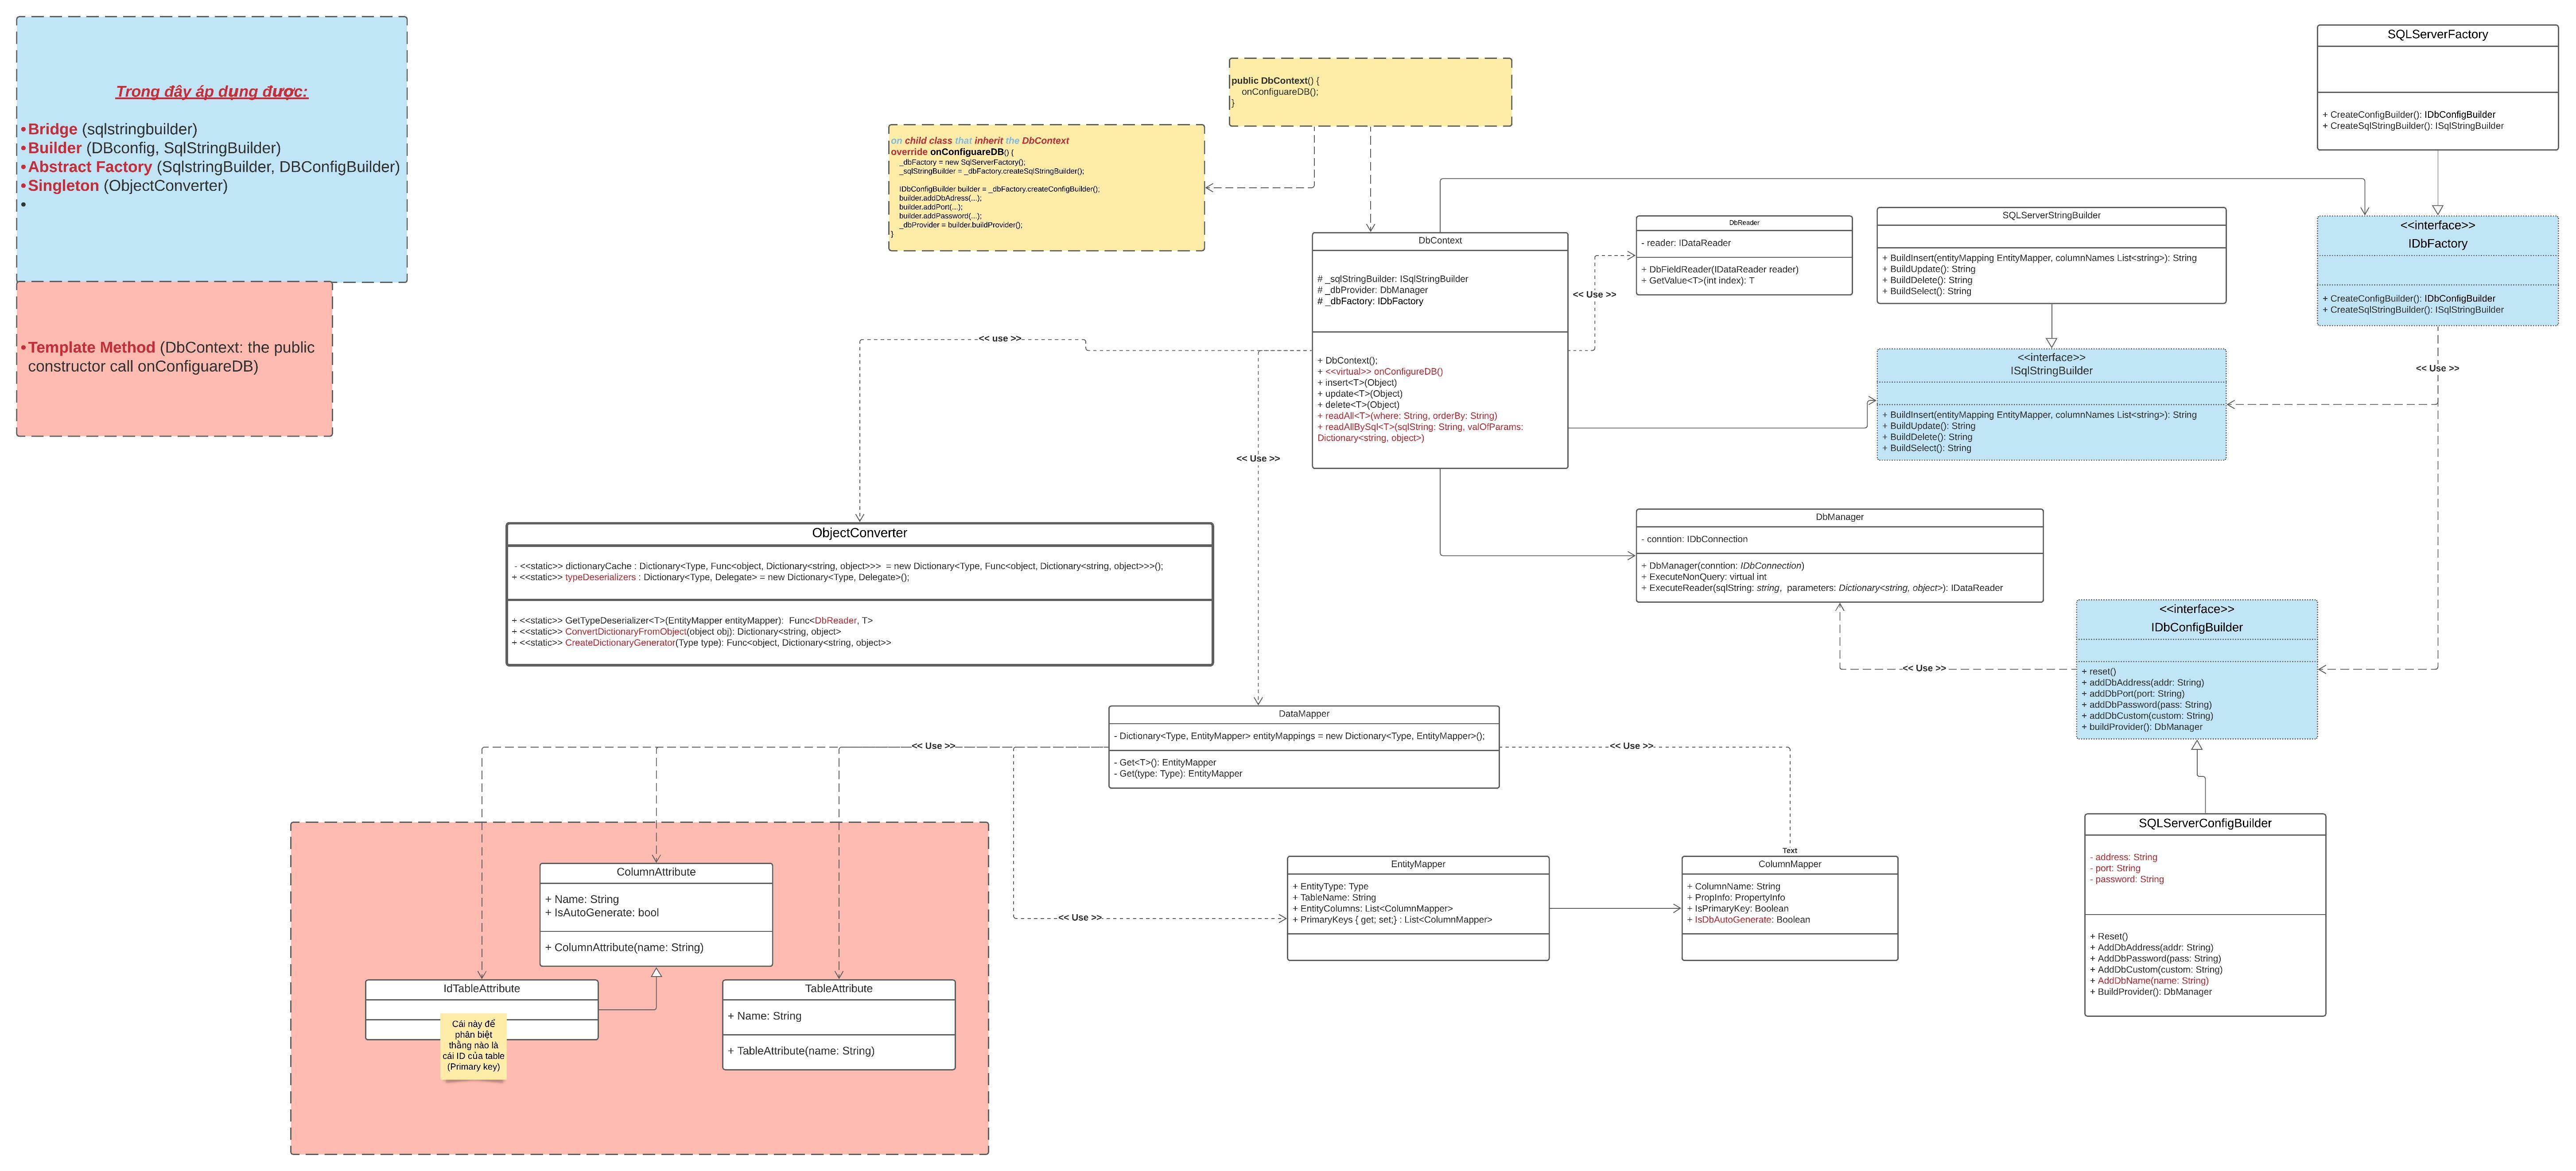 Trong đây áp dụng được:
•Bridge (sqlstringbuilder)
•Builder (DBconfig, SqlStringBuilder)
•Abstract Factory (SqlstringBuilder, DBConfigBuilder)
•Singleton (ObjectConverter)
•
•Template Method (DbContext: the public
constructor call onConfiguareDB)
public DbContext() {
onConfiguareDB();
}
on child class that inherit the DbContext
override onConfiguareDB() {
_dbFactory = new SqlServerFactory();
_sqlStringBuilder = _dbFactory.createSqlStringBuilder();
IDbConfigBuilder builder = _dbFactory.createConfigBuilder();
builder.addDbAdress(...);
builder.addPort(...);
builder.addPassword(...);
_dbProvider = builder.buildProvider();
}
SQLServerFactory
+ CreateConfigBuilder(): IDbConfigBuilder
+ CreateSqlStringBuilder(): ISqlStringBuilder
DbContext
# _sqlStringBuilder: ISqlStringBuilder
# _dbProvider: DbManager
# _dbFactory: IDbFactory
+ DbContext();
+ <<virtual>> onConfigureDB()
+ insert<T>(Object)
+ update<T>(Object)
+ delete<T>(Object)
+ readAll<T>(where: String, orderBy: String)
+ readAllBySql<T>(sqlString: String, valOfParams:
Dictionary<string, object>)
<< Use >>
DbReader
- reader: IDataReader
+ DbFieldReader(IDataReader reader)
+ GetValue<T>(int index): T
SQLServerStringBuilder
+ BuildInsert(entityMapping EntityMapper, columnNames List<string>): String
+ BuildUpdate(): String
+ BuildDelete(): String
+ BuildSelect(): String
<<interface>>
IDbFactory
+ CreateConfigBuilder(): IDbConfigBuilder
+ CreateSqlStringBuilder(): ISqlStringBuilder
<< use >>
<<interface>>
ISqlStringBuilder
+ BuildInsert(entityMapping EntityMapper, columnNames List<string>): String
+ BuildUpdate(): String
+ BuildDelete(): String
+ BuildSelect(): String
<< Use >>
<< Use >>
ObjectConverter
- <<static>> dictionaryCache : Dictionary<Type, Func<object, Dictionary<string, object>>> = new Dictionary<Type, Func<object, Dictionary<string, object>>>();
+ <<static>> typeDeserializers : Dictionary<Type, Delegate> = new Dictionary<Type, Delegate>();
+ <<static>> GetTypeDeserializer<T>(EntityMapper entityMapper): Func<DbReader, T>
+ <<static>> ConvertDictionaryFromObject(object obj): Dictionary<string, object>
+ <<static>> CreateDictionaryGenerator(Type type): Func<object, Dictionary<string, object>>
DbManager
- conntion: IDbConnection
+ DbManager(conntion: IDbConnection)
+ ExecuteNonQuery: virtual int
+ ExecuteReader(sqlString: string, parameters: Dictionary<string, object>): IDataReader
<<interface>>
IDbConfigBuilder
+ reset()
+ addDbAddress(addr: String)
+ addDbPort(port: String)
+ addDbPassword(pass: String)
+ addDbCustom(custom: String)
+ buildProvider(): DbManager
<< Use >>
DataMapper
- Dictionary<Type, EntityMapper> entityMappings = new Dictionary<Type, EntityMapper>();
- Get<T>(): EntityMapper
- Get(type: Type): EntityMapper
<< Use >>
<< Use >>
<< Use >>
Text
ColumnAttribute
+ Name: String
+ IsAutoGenerate: bool
+ ColumnAttribute(name: String)
IdTableAttribute
Cái này để
phân biệt
thằng nào là
cái ID của table
(Primary key)
TableAttribute
+ Name: String
+ TableAttribute(name: String)
EntityMapper
+ EntityType: Type
+ TableName: String
+ EntityColumns: List<ColumnMapper>
+ PrimaryKeys { get; set;} : List<ColumnMapper>
ColumnMapper
+ ColumnName: String
+ PropInfo: PropertyInfo
+ IsPrimaryKey: Boolean
+ IsDbAutoGenerate: Boolean
SQLServerConfigBuilder
- address: String
- port: String
- password: String
+ Reset()
+ AddDbAddress(addr: String)
+ AddDbPassword(pass: String)
+ AddDbCustom(custom: String)
+ AddDbName(name: String)
+ BuildProvider(): DbManager